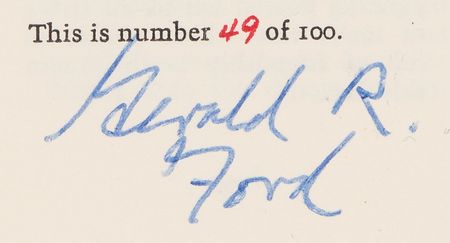 This is number 49 of 100.
Gerald R.
Ford